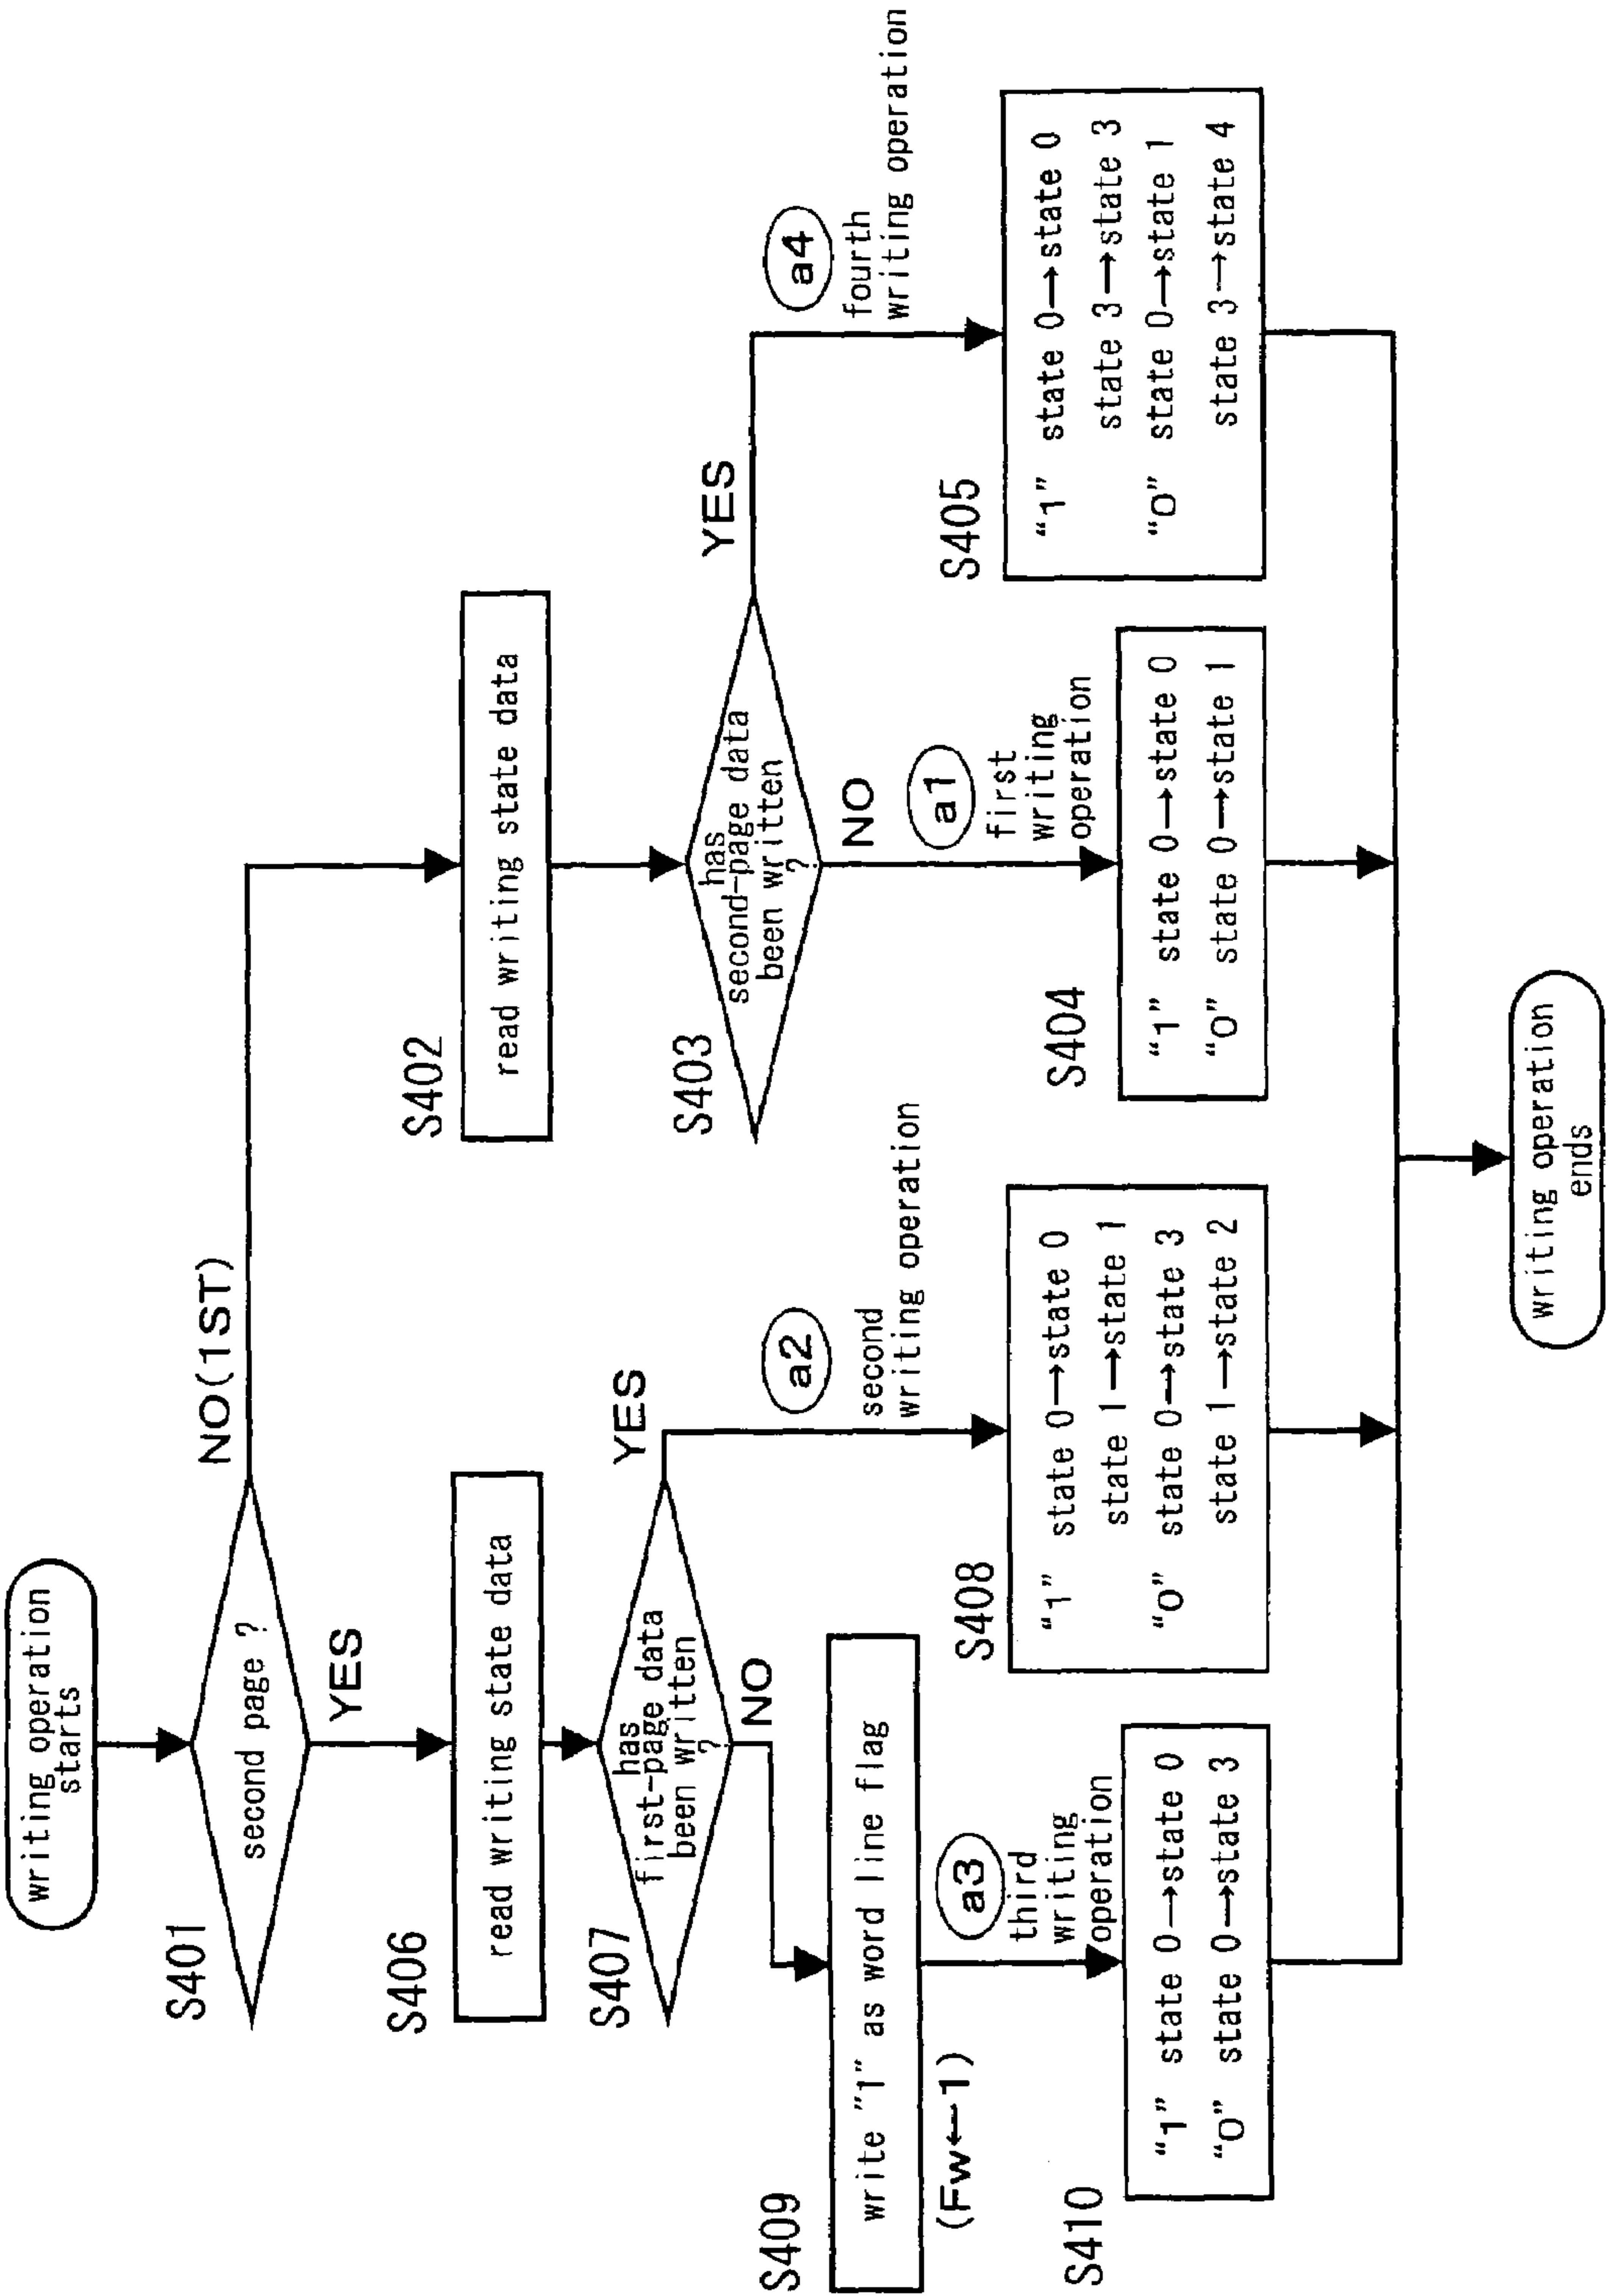 writing operation
starts
S401
second page ?
NO(1ST)
YES
S406
read writing state data
S402
read writing state data
S407
has
first-page data
been written
?
YES
NO
S403
has
second-page data
been written
?
YES
NO
S409
write "1" as word line flag
(Fw←1)
a3
third
writing
operation
a2
second
writing operation
a1
first
writing
operation
a4
fourth
writing operation
S410
“1” state 0→state 0
“0” state 0→state 3
S408
“1” state 0→state 0
state 1→state 1
“0” state 0→state 3
state 1→state 2
S404
“1” state 0→state 0
“0” state 0→state 1
S405
“1” state 0→state 0
state 3→state 3
“0” state 0→state 1
state 3→state 4
writing operation
ends